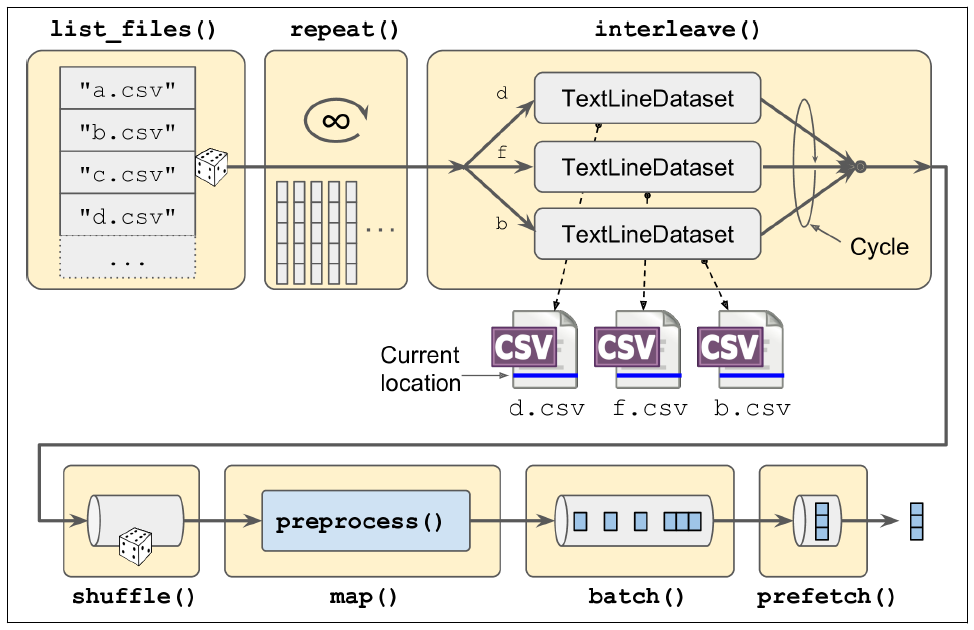 list_files()
repeat()
interleave()
"a.csv"
"b.csv"
"c.csv"
"d.csv"
...
∞
...
d
f
b
TextLineDataset
TextLineDataset
TextLineDataset
Cycle
CSV
CSV
CSV
Current
location
d.csv
f.csv
b.csv
preprocess()
shuffle()
map()
batch()
prefetch()